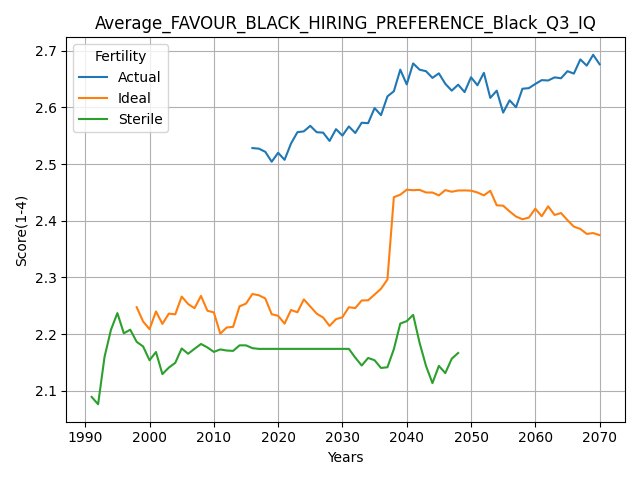 Average_FAVOUR_BLACK_HIRING_PREFERENCE_Black_Q3_IQ
Fertility
Actual
Ideal
Sterile
Score(1-4)
2.7
2.6
2.5
2.4
2.3
2.2
2.1
1990 2000 2010 2020 2030 2040 2050 2060 2070
Years